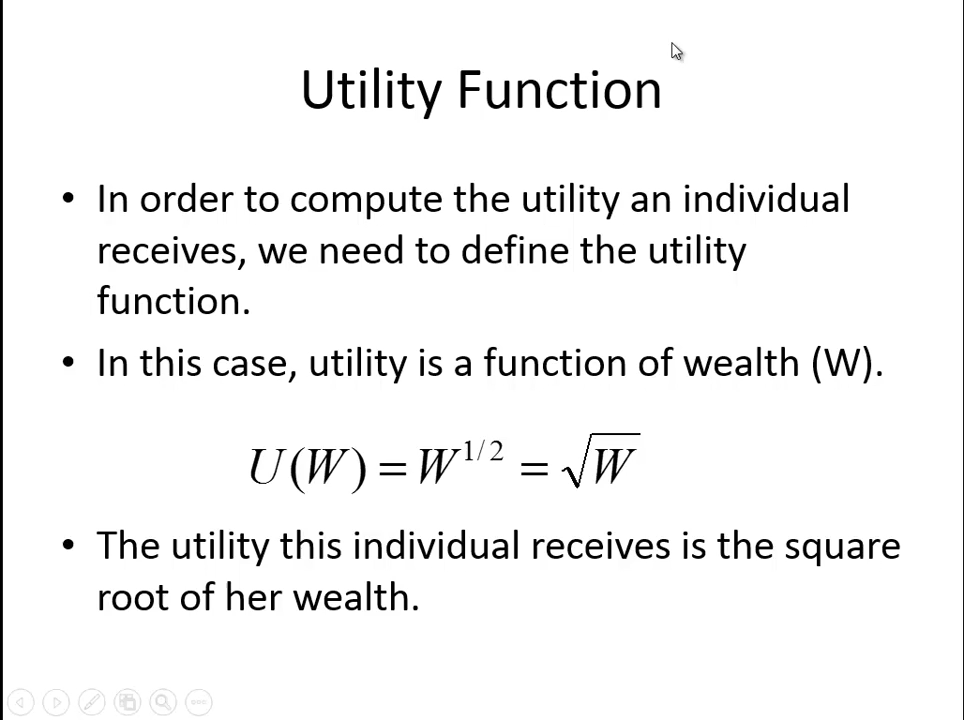 Utility Function
• In order to compute the utility an individual
receives, we need to define the utility
function.
• In this case, utility is a function of wealth (W).
U(W) = W^{1/2} = √W
• The utility this individual receives is the square
root of her wealth.